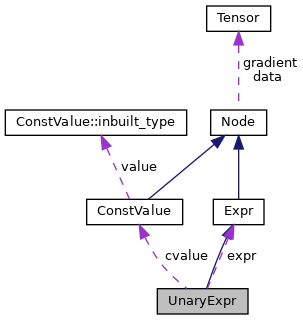 Tensor
gradient
data
ConstValue::inbuilt_type
Node
value
ConstValue
Expr
cvalue
expr
UnaryExpr